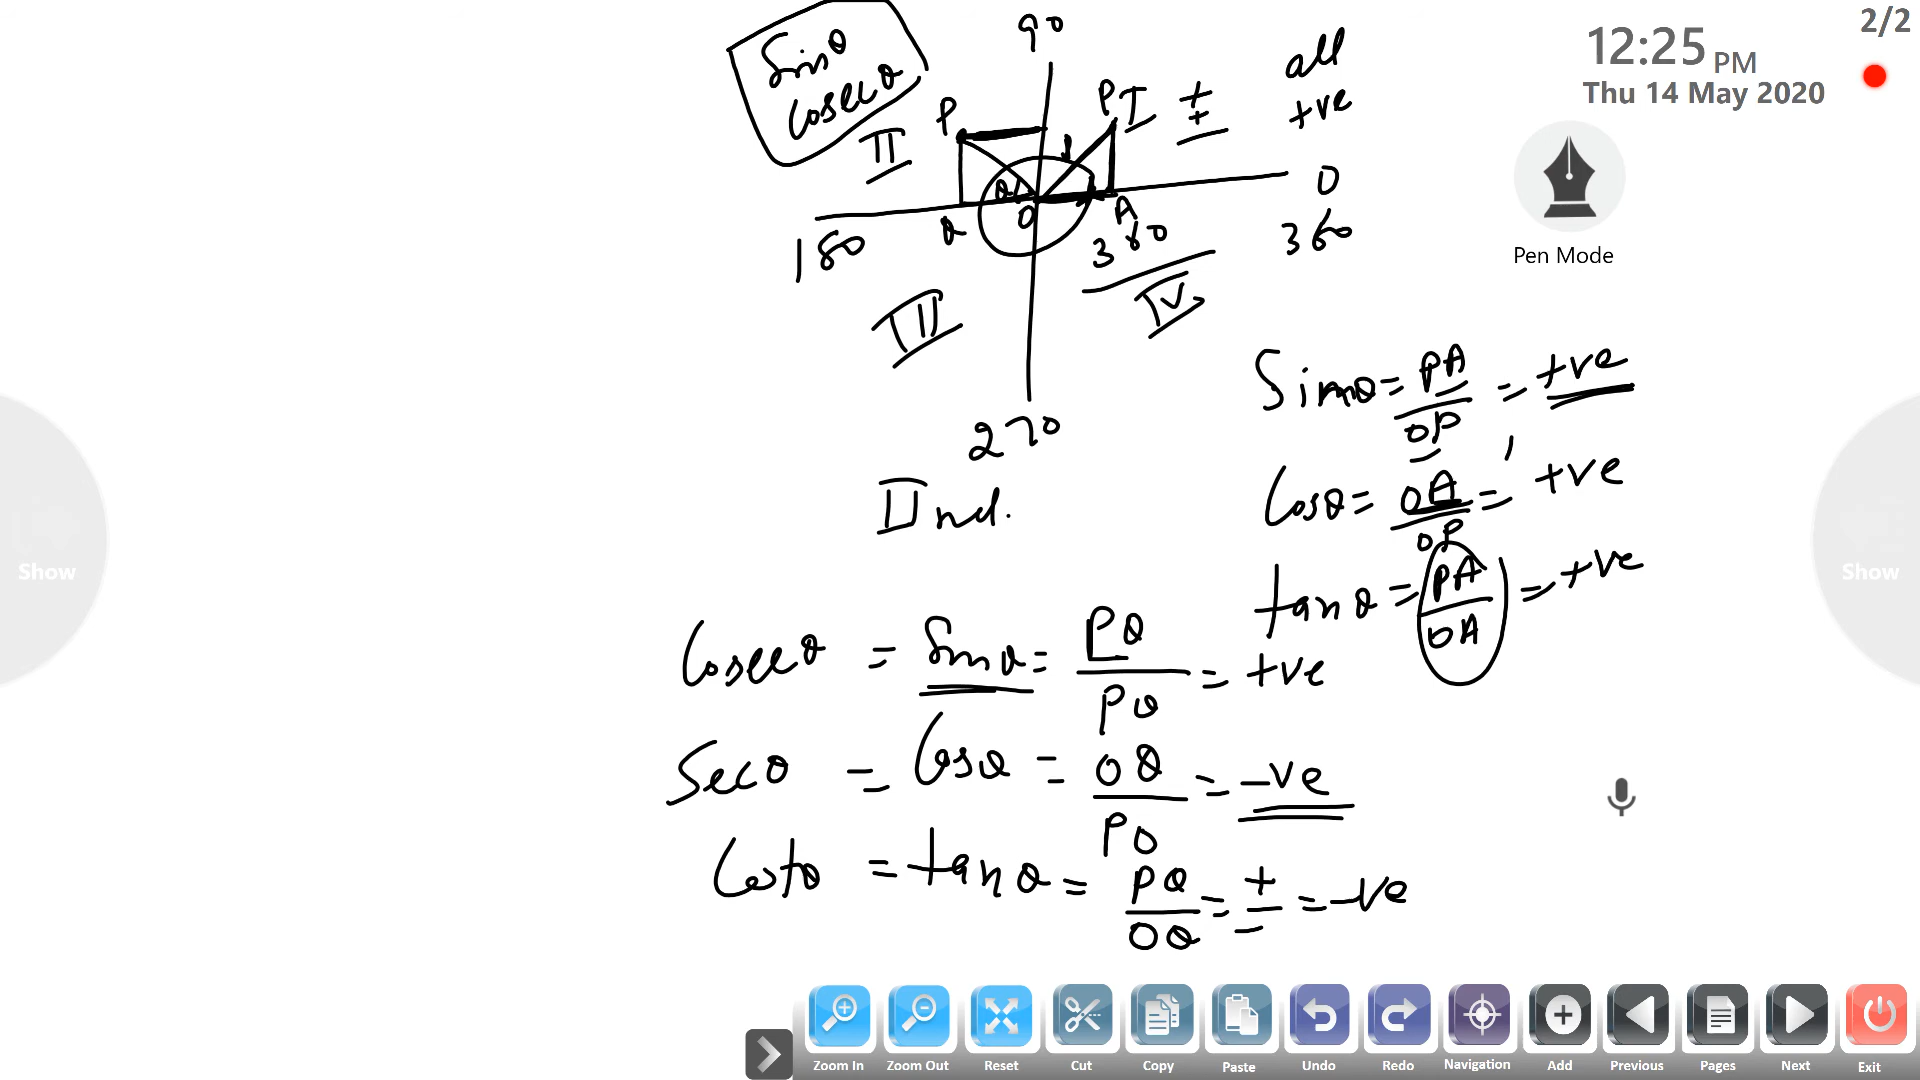 2/2
12:25 PM
Thu 14 May 2020
Pen Mode
Show
Show
90
Sinθ
Cosecθ
all
+ve
P
P
I
+
+
II
0
360
180
Q
O
A
θ
360
III
IV
270
IInd.
Sinθ = PA/OP = +ve
Cosθ = OA/OP = +ve
tanθ = PA/OA = +ve
Cosecθ = Sinθ = PQ/PO = +ve
Secθ = Cosθ = OQ/PO = -ve
Cotθ = tanθ = PQ/OQ = +/- = -ve
Zoom In Zoom Out Reset Cut Copy Paste Undo Redo Navigation Add Previous Pages Next Exit